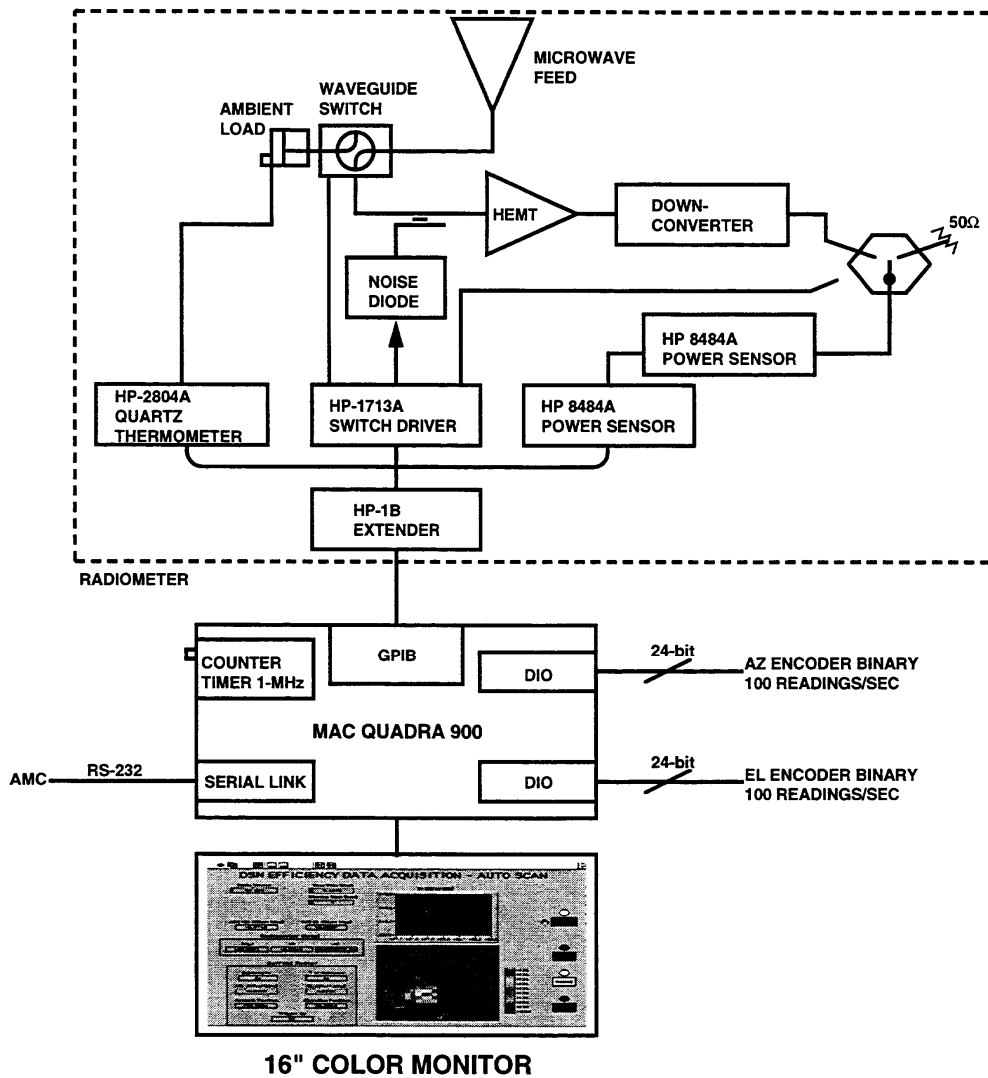 MICROWAVE
FEED
WAVEGUIDE
SWITCH
AMBIENT
LOAD
HEMT
DOWN-
CONVERTER
50Ω
NOISE
DIODE
HP 8484A
POWER SENSOR
HP-2804A
QUARTZ
THERMOMETER
HP-1713A
SWITCH DRIVER
HP 8484A
POWER SENSOR
HP-1B
EXTENDER
RADIOMETER
COUNTER
TIMER 1-MHz
GPIB
DIO
24-bit
AZ ENCODER BINARY
100 READINGS/SEC
MAC QUADRA 900
AMC
RS-232
SERIAL LINK
DIO
24-bit
EL ENCODER BINARY
100 READINGS/SEC
DSN EFFICIENCY DATA ACQUISITION - AUTO SCAN
16" COLOR MONITOR